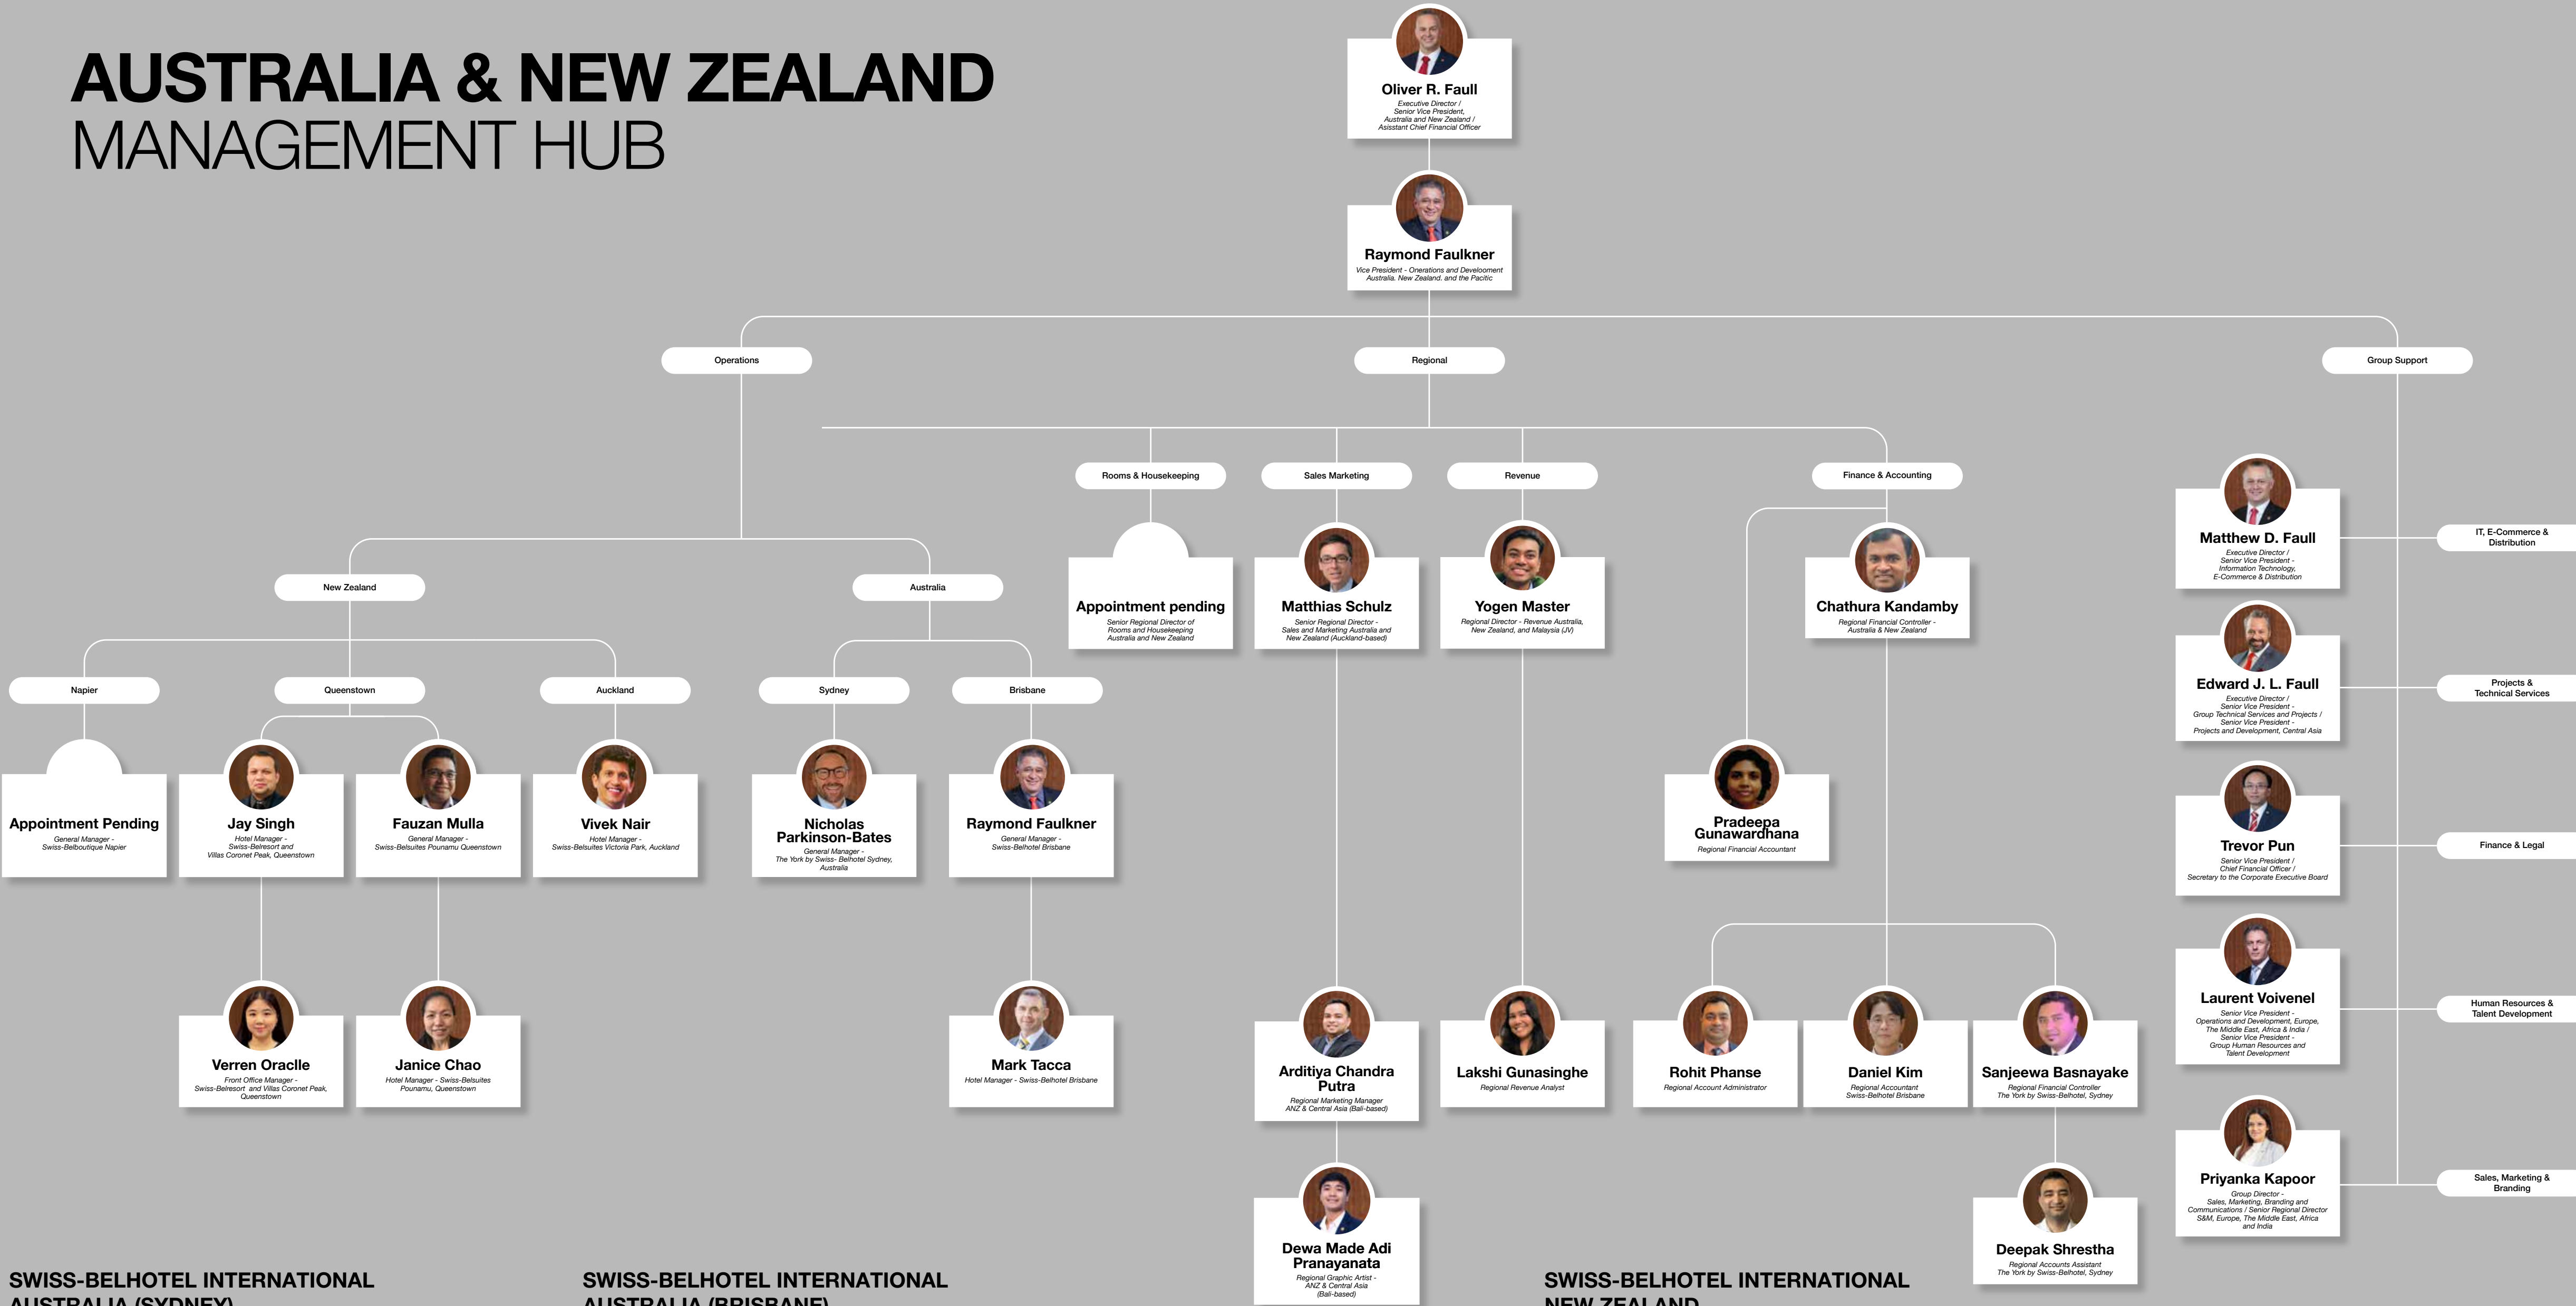 AUSTRALIA & NEW ZEALAND
MANAGEMENT HUB
Oliver R. Faull
Executive Director /
Senior Vice President,
Australia and New Zealand /
Asisstant Chief Financial Officer
Raymond Faulkner
Vice President - Onerations and Develooment
Australia. New Zealand. and the Pacitic
Operations
Regional
Group Support
Rooms & Housekeeping
Sales Marketing
Revenue
Finance & Accounting
New Zealand
Australia
Napier
Queenstown
Auckland
Sydney
Brisbane
Appointment pending
Senior Regional Director of
Rooms and Housekeeping
Australia and New Zealand
Matthias Schulz
Senior Regional Director -
Sales and Marketing Australia and
New Zealand (Auckland-based)
Yogen Master
Regional Director - Revenue Australia,
New Zealand, and Malaysia (JV)
Chathura Kandamby
Regional Financial Controller -
Australia & New Zealand
Matthew D. Faull
Executive Director /
Senior Vice President -
Information Technology,
E-Commerce & Distribution
IT, E-Commerce &
Distribution
Edward J. L. Faull
Executive Director /
Senior Vice President -
Group Technical Services and Projects /
Senior Vice President -
Projects and Development, Central Asia
Projects &
Technical Services
Appointment Pending
General Manager -
Swiss-Belboutique Napier
Jay Singh
Hotel Manager -
Swiss-Belresort and
Villas Coronet Peak, Queenstown
Fauzan Mulla
General Manager -
Swiss-Belsuites Pounamu Queenstown
Vivek Nair
Hotel Manager -
Swiss-Belsuites Victoria Park, Auckland
Nicholas
Parkinson-Bates
General Manager -
The York by Swiss- Belhotel Sydney,
Australia
Raymond Faulkner
General Manager -
Swiss-Belhotel Brisbane
Pradeepa
Gunawardhana
Regional Financial Accountant
Trevor Pun
Senior Vice President /
Chief Financial Officer /
Secretary to the Corporate Executive Board
Finance & Legal
Laurent Voivenel
Senior Vice President -
Operations and Development, Europe,
The Middle East, Africa & India /
Senior Vice President -
Group Human Resources and
Talent Development
Human Resources &
Talent Development
Verren Oraclle
Front Office Manager -
Swiss-Belresort and Villas Coronet Peak,
Queenstown
Janice Chao
Hotel Manager - Swiss-Belsuites
Pounamu, Queenstown
Mark Tacca
Hotel Manager - Swiss-Belhotel Brisbane
Arditiya Chandra
Putra
Regional Marketing Manager
ANZ & Central Asia (Bali-based)
Lakshi Gunasinghe
Regional Revenue Analyst
Rohit Phanse
Regional Account Administrator
Daniel Kim
Regional Accountant
Swiss-Belhotel Brisbane
Sanjeewa Basnayake
Regional Financial Controller
The York by Swiss-Belhotel, Sydney
Priyanka Kapoor
Group Director -
Sales, Marketing, Branding and
Communications / Senior Regional Director
S&M, Europe, The Middle East, Africa
and India
Sales, Marketing &
Branding
Dewa Made Adi
Pranayanata
Regional Graphic Artist -
ANZ & Central Asia
(Bali-based)
Deepak Shrestha
Regional Accounts Assistant
The York by Swiss-Belhotel, Sydney
SWISS-BELHOTEL INTERNATIONAL
AUSTRALIA (SYDNEY)
SWISS-BELHOTEL INTERNATIONAL
AUSTRALIA (BRISBANE)
SWISS-BELHOTEL INTERNATIONAL
NEW ZEALAND